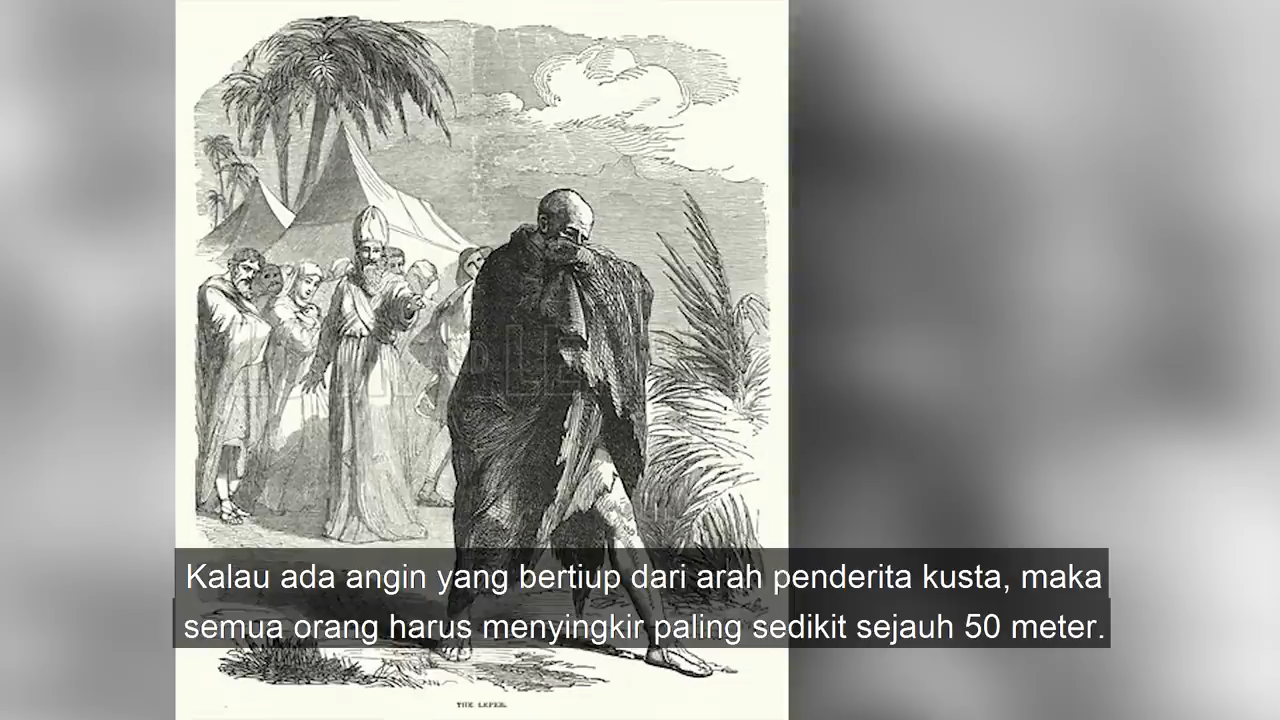 Kalau ada angin yang bertiup dari arah penderita kusta, maka
semua orang harus menyingkir paling sedikit sejauh 50 meter.
THE LEPER.